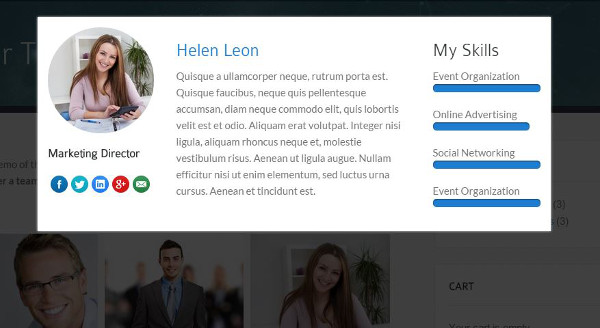 Helen Leon
Quisque a ullamcorper neque, rutrum porta est.
Quisque faucibus, neque quis pellentesque
accumsan, diam neque commodo elit, quis lobortis
velit est et odio. Aliquam erat volutpat. Integer nisi
ligula, aliquam rhoncus neque et, molestie
vestibulum risus. Aenean ut ligula augue. Nullam
efficitur nisi ut enim elementum, sed luctus urna
cursus. Aenean et tincidunt est.
Marketing Director
f
in
g+
My Skills
Event Organization
Online Advertising
Social Networking
Event Organization
r T
emo of th
er a team
(3)
(3)
CART
Your cart is empty